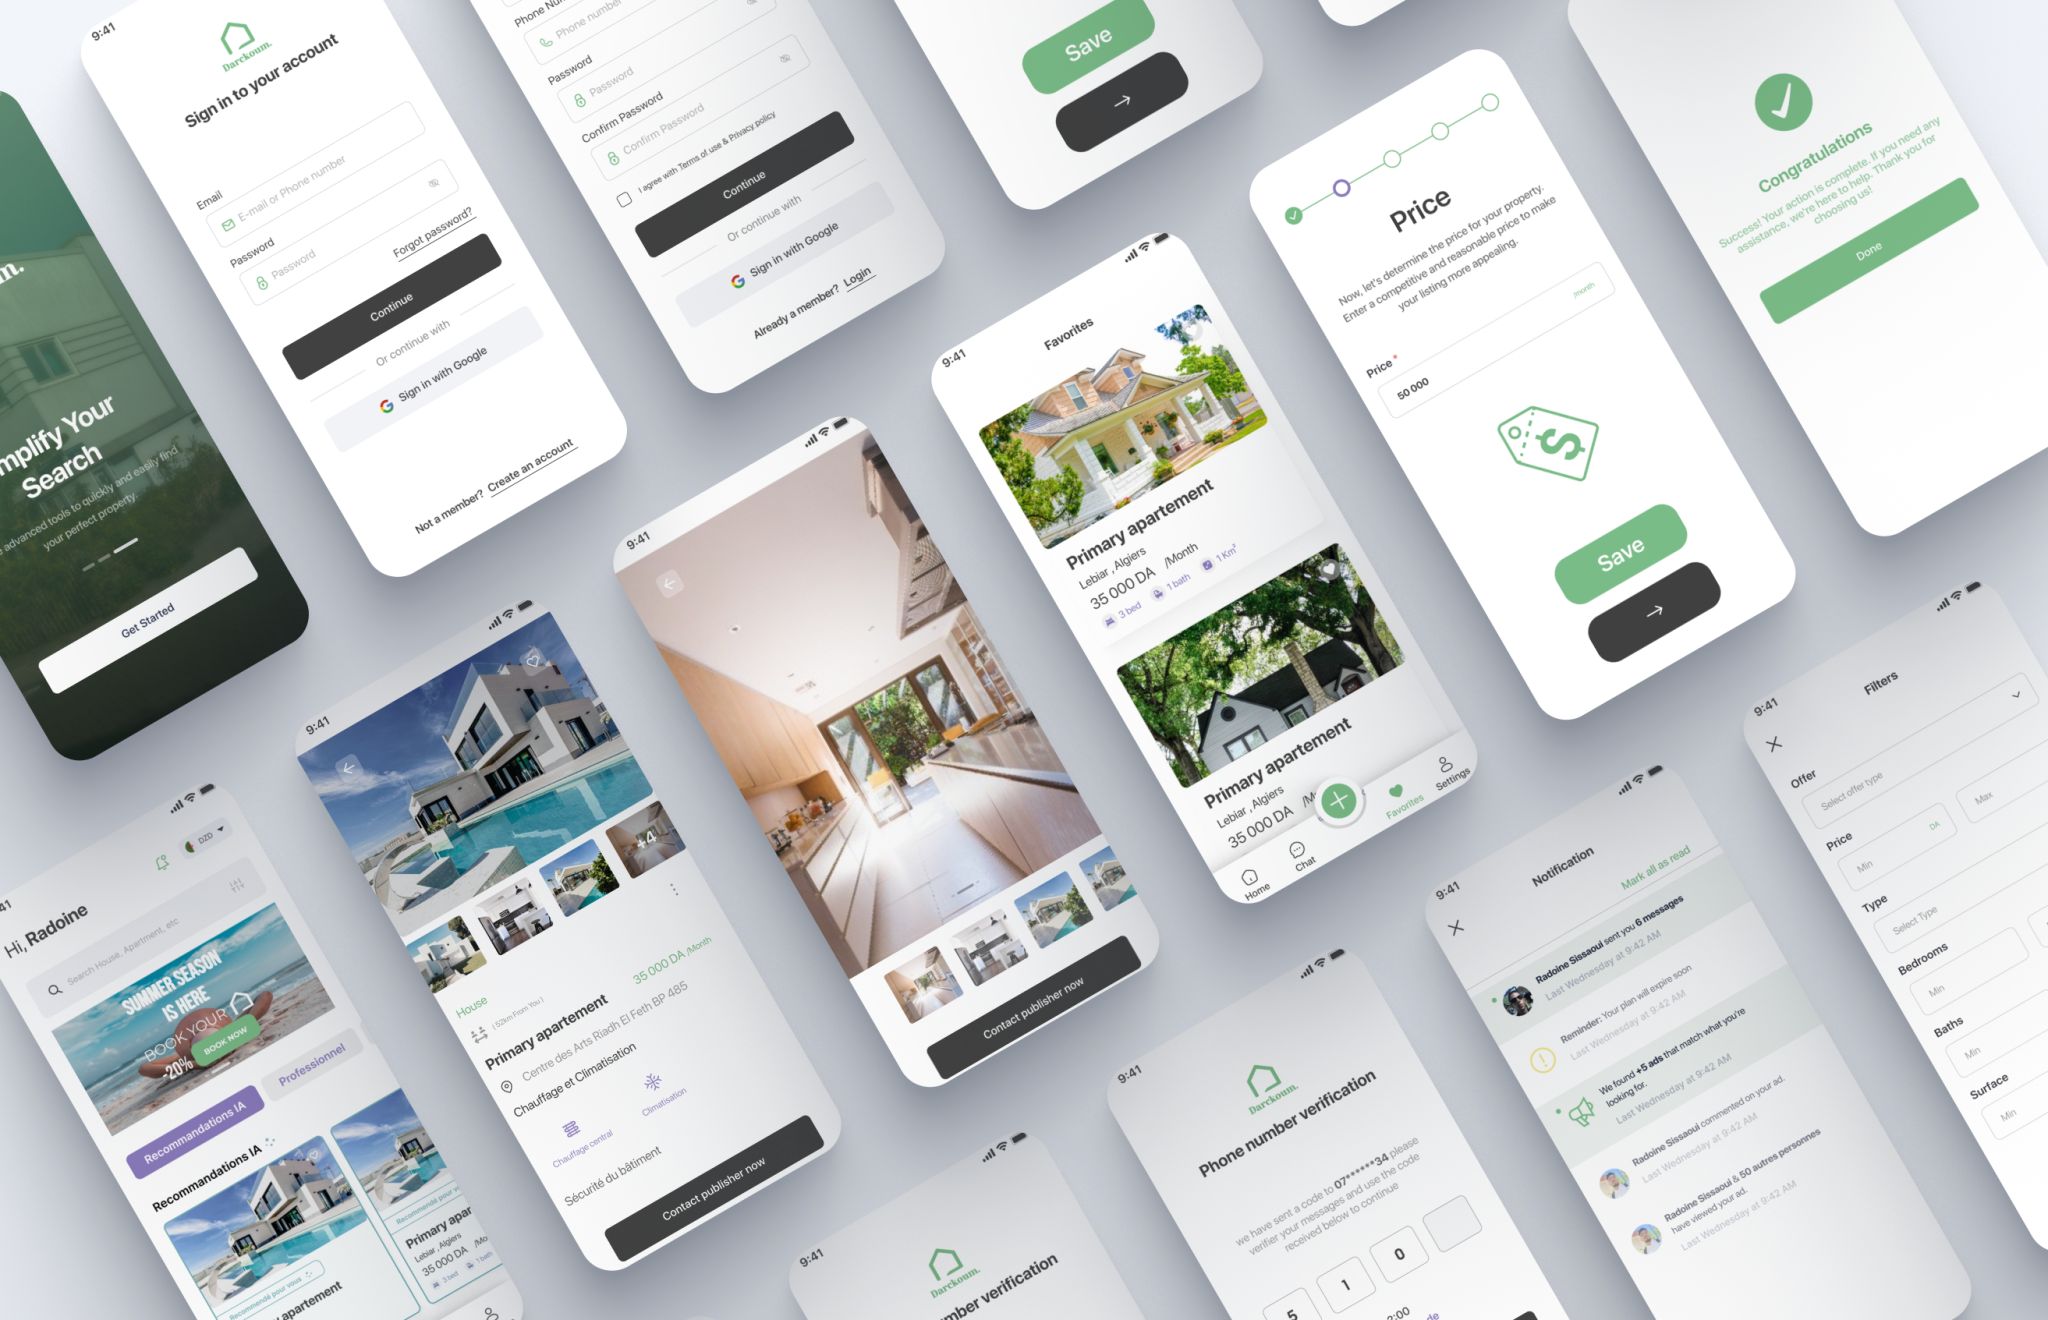 m.
mplify Your
Search
advanced tools to quickly and easily find
your perfect property.
Get Started
9:41
Darckoum.
Sign in to your account
Email
E-mail or Phone number
Password
Password
Forgot password?
Continue
Or continue with
Sign in with Google
Not a member? Create an account
Phone number
Password
Password
Confirm Password
Confirm Password
I agree with Terms of use & Privacy policy
Continue
Or continue with
Sign in with Google
Already a member? Login
Save
Price
Now, let's determine the price for your property.
Enter a competitive and reasonable price to make
your listing more appealing.
Price *
50 000
/month
Save
Congratulations
Success! Your action is complete. If you need any
assistance, we're here to help. Thank you for
choosing us!
Done
41
DZD
Hi, Radoine
Search House, Apartment, etc
SUMMER SEASON
IS HERE
BOOK YOUR
-20%
BOOK NOW
Recommandations IA
Professionnel
Recommandations IA
Recommendé pour vous
apartement
Recommendé pour v
Primary apar
Lebiar, Algiers
35 000 DA /Mo
3 bed
1 bath
9:41
+4
House
35 000 DA /Month
( 52km From You )
Primary apartement
Centre des Arts Riadh El Feth BP 485
Chauffage et Climatisation
Chauffage central
Climatisation
Sécurité du bâtiment
Contact publisher now
9:41
Contact publisher now
9:41
Favorites
Primary apartement
Lebiar ,Algiers
35 000 DA /Month
3 bed
1 bath
1 Km²
Primary apartement
Lebiar ,Algiers
35 000 DA /M
Home
Chat
Favorites
Settings
9:41
Darckoum.
mber verification
9:41
Darckoum.
Phone number verification
we have sent a code to 07*******34 please
verifier your messages and use the code
received below to continue
5
1
0
2:00
de
9:41
Notification
Mark all as read
Radoine Sissaoui sent you 6 messages
Last Wednesday at 9:42 AM
Reminder: Your plan will expire soon
Last Wednesday at 9:42 AM
We found +5 ads that match what you're
looking for.
Last Wednesday at 9:42 AM
Radoine Sissaoui commented on your ad.
Last Wednesday at 9:42 AM
Radoine Sissaoui & 50 autres personnes
have viewed your ad.
Last Wednesday at 9:42 AM
9:41
Filters
Offer
Select offer type
Price
Min
DA
Max
Type
Select Type
Bedrooms
Min
Baths
Min
Surface
Min